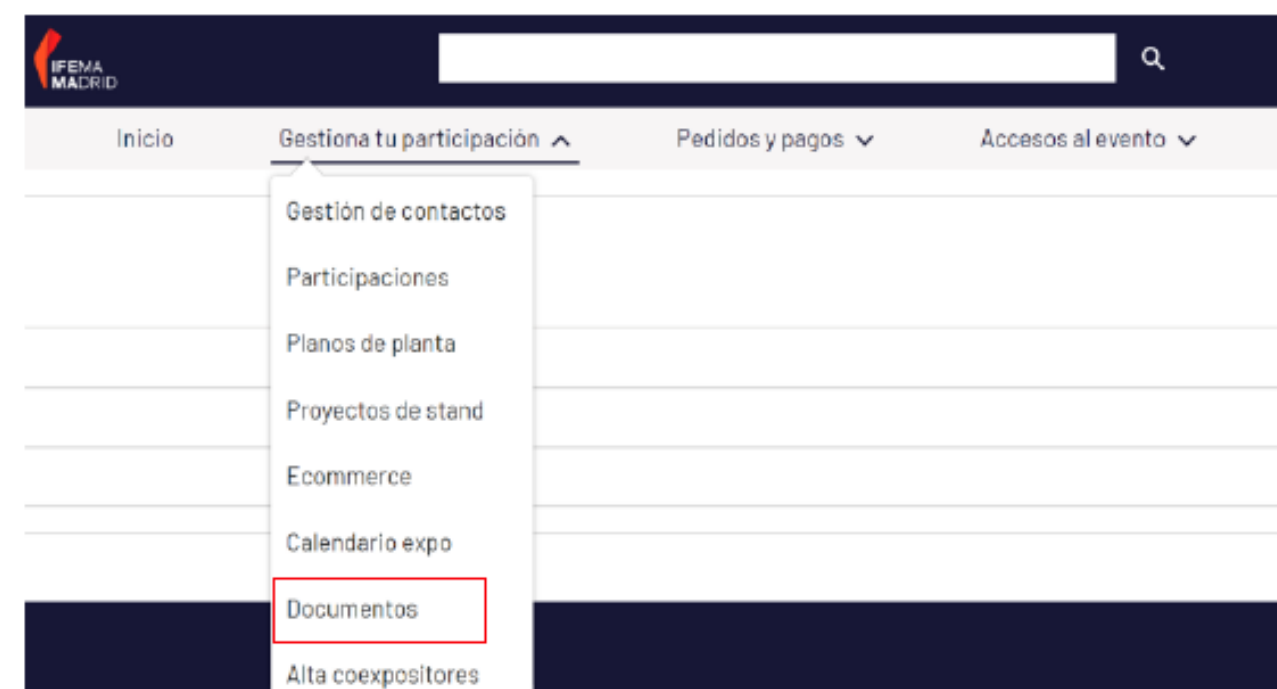 IFEMA
MADRID
Inicio
Gestiona tu participación
Pedidos y pagos
Accesos al evento
Gestión de contactos
Participaciones
Planos de planta
Proyectos de stand
Ecommerce
Calendario expo
Documentos
Alta coexpositores